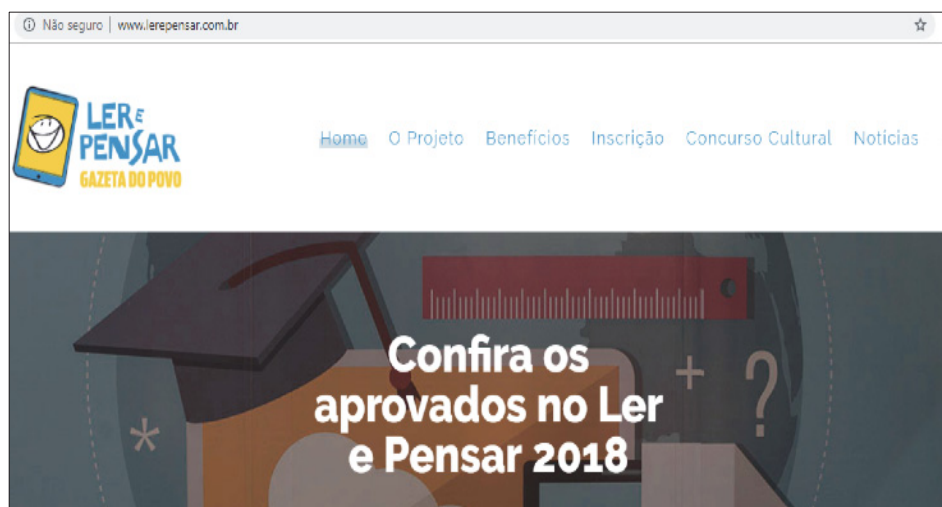 Não seguro | www.lerepensar.com.br
LER E
PENSAR
GAZETA DO POVO
Home O Projeto Benefícios Inscrição Concurso Cultural Notícias
Confira os
aprovados no Ler
e Pensar 2018
+ ?
*